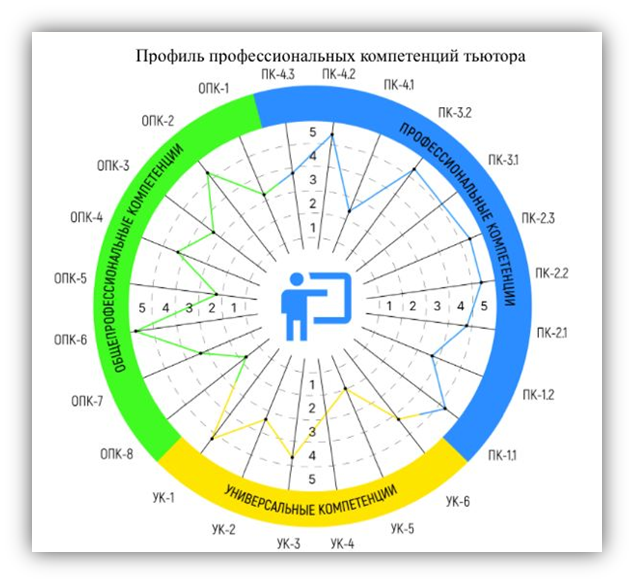 Профиль профессиональных компетенций тьютора
ПК-4.3
ПК-4.2
ПК-4.1
ПК-3.2
ПК-3.1
ПК-2.3
ПК-2.2
ПК-2.1
ПК-1.2
ПК-1.1
УК-6
УК-5
УК-4
УК-3
УК-2
УК-1
ОПК-8
ОПК-7
ОПК-6
ОПК-5
ОПК-4
ОПК-3
ОПК-2
ОПК-1
ПРОФЕССИОНАЛЬНЫЕ КОМПЕТЕНЦИИ
УНИВЕРСАЛЬНЫЕ КОМПЕТЕНЦИИ
ОБЩЕПРОФЕССИОНАЛЬНЫЕ КОМПЕТЕНЦИИ
5
4
3
2
1
5 4 3 2 1
1 2 3 4 5
1
2
3
4
5